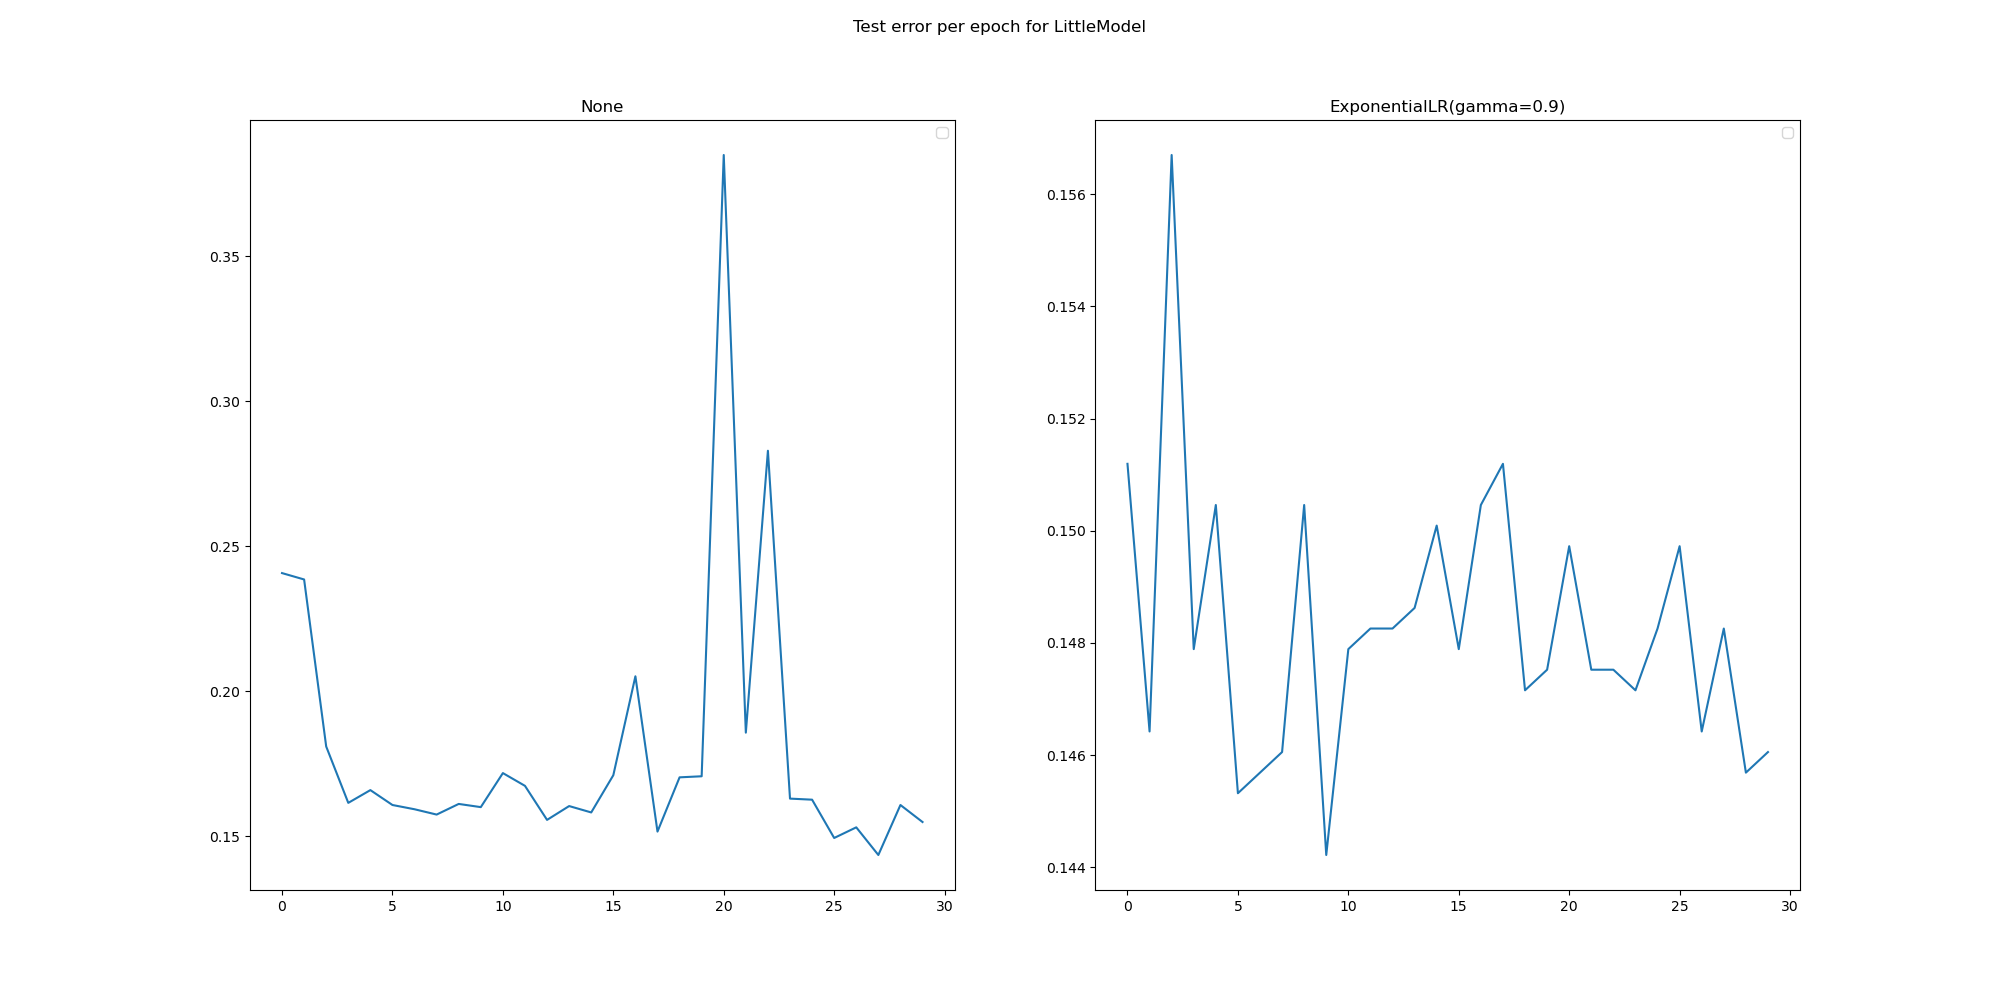 Test error per epoch for LittleModel
None
0.35
0.30
0.25
0.20
0.15
0 5 10 15 20 25 30
ExponentialLR(gamma=0.9)
0.156
0.154
0.152
0.150
0.148
0.146
0.144
0 5 10 15 20 25 30